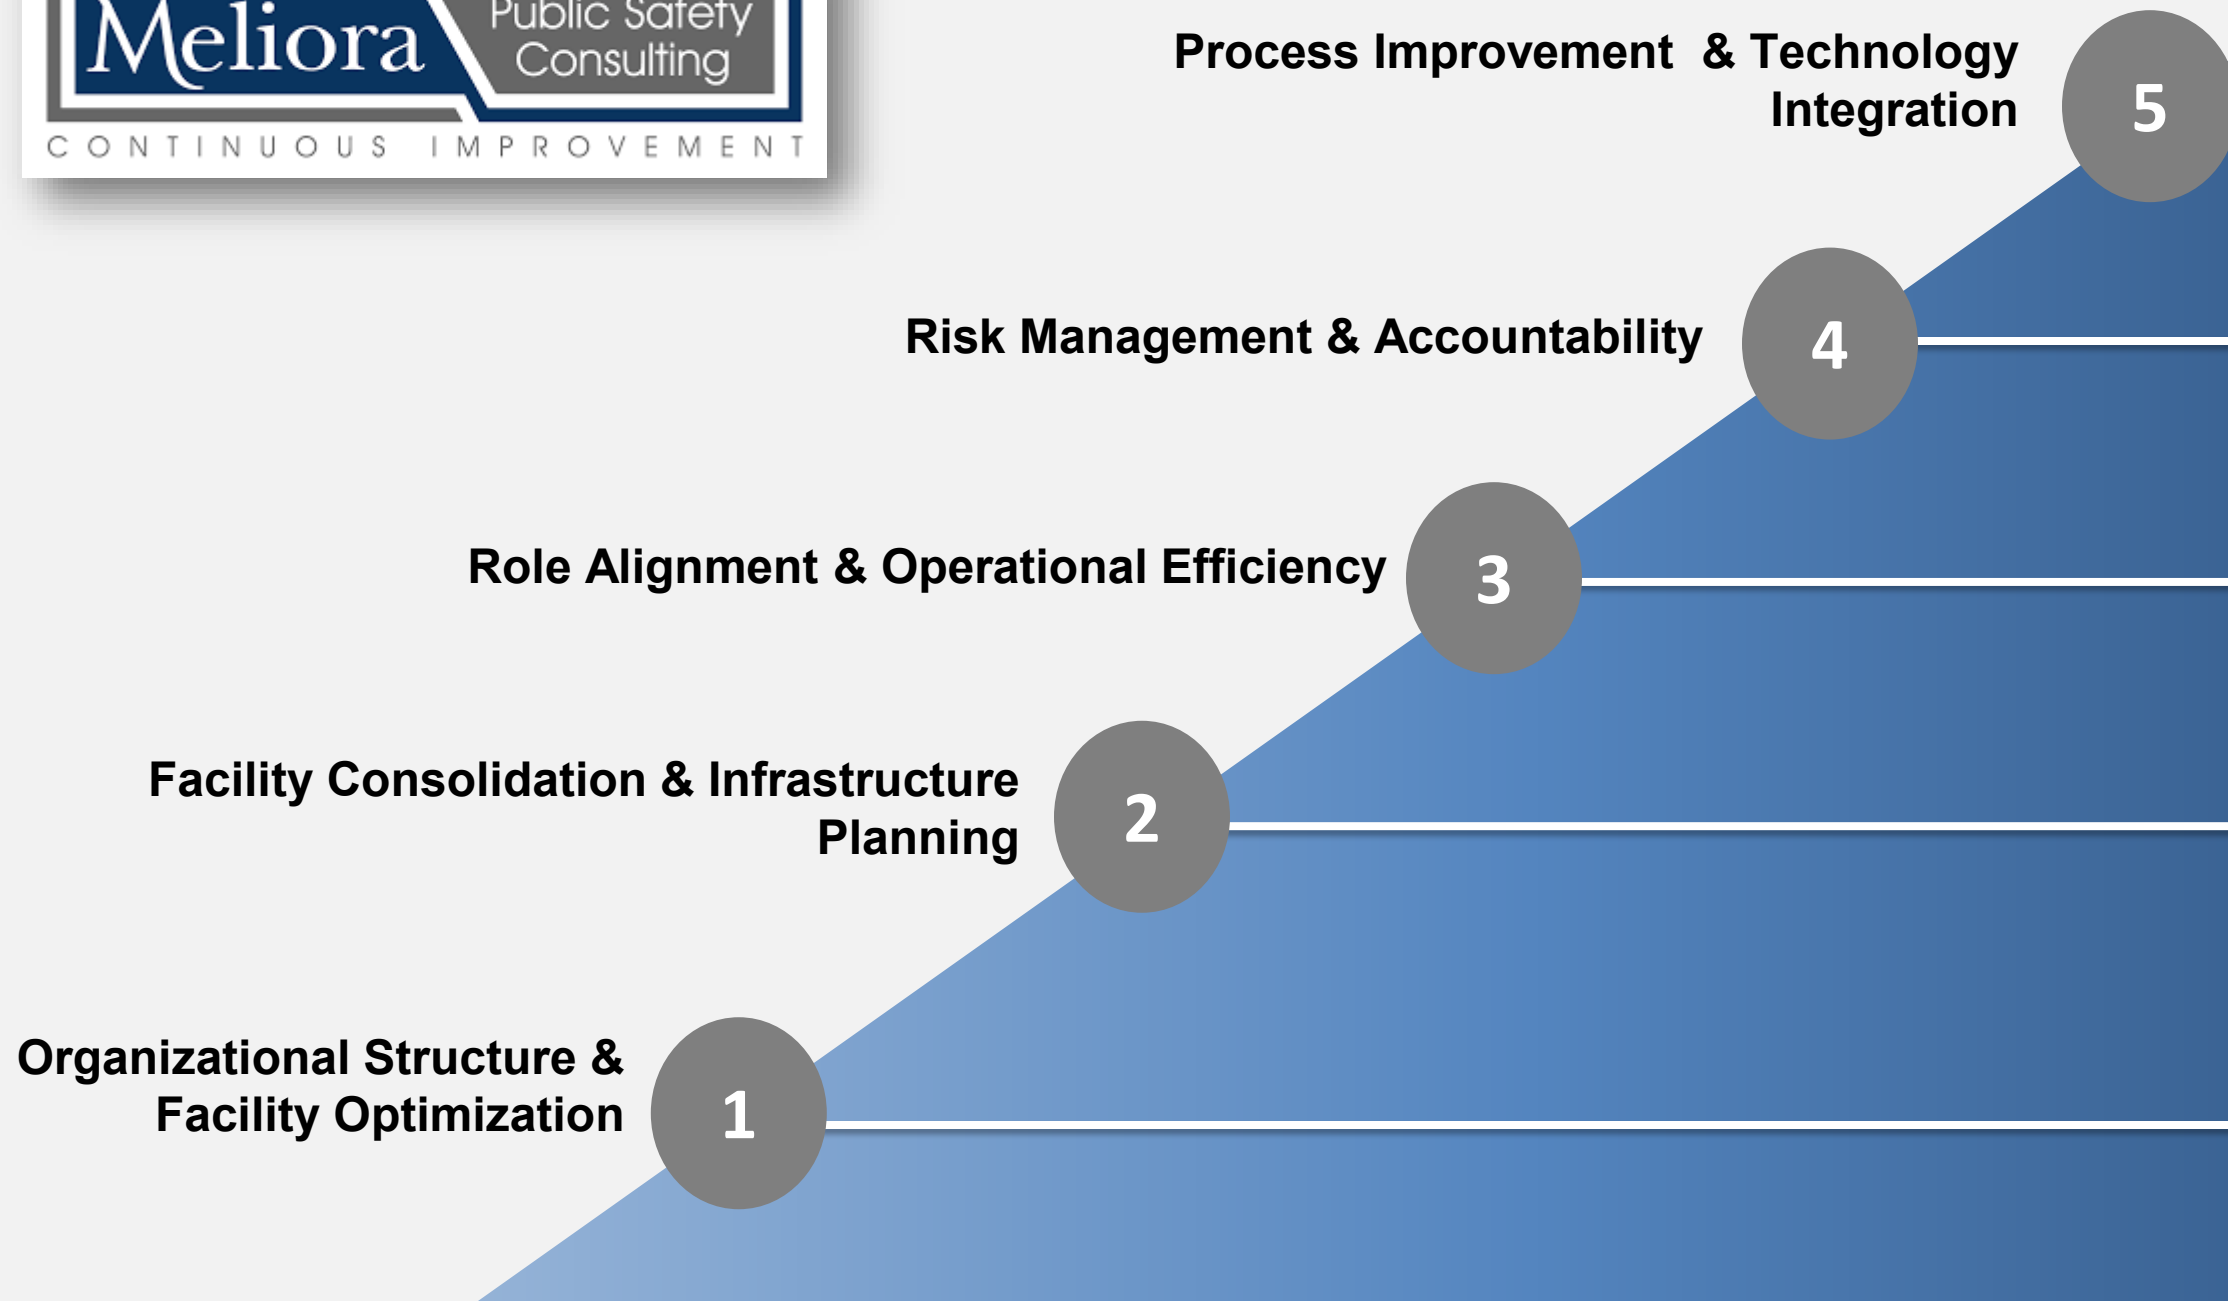 Meliora
Public Safety
Consulting
CONTINUOUS IMPROVEMENT
Process Improvement & Technology
Integration
5
Risk Management & Accountability
4
Role Alignment & Operational Efficiency
3
Facility Consolidation & Infrastructure
Planning
2
Organizational Structure &
Facility Optimization
1